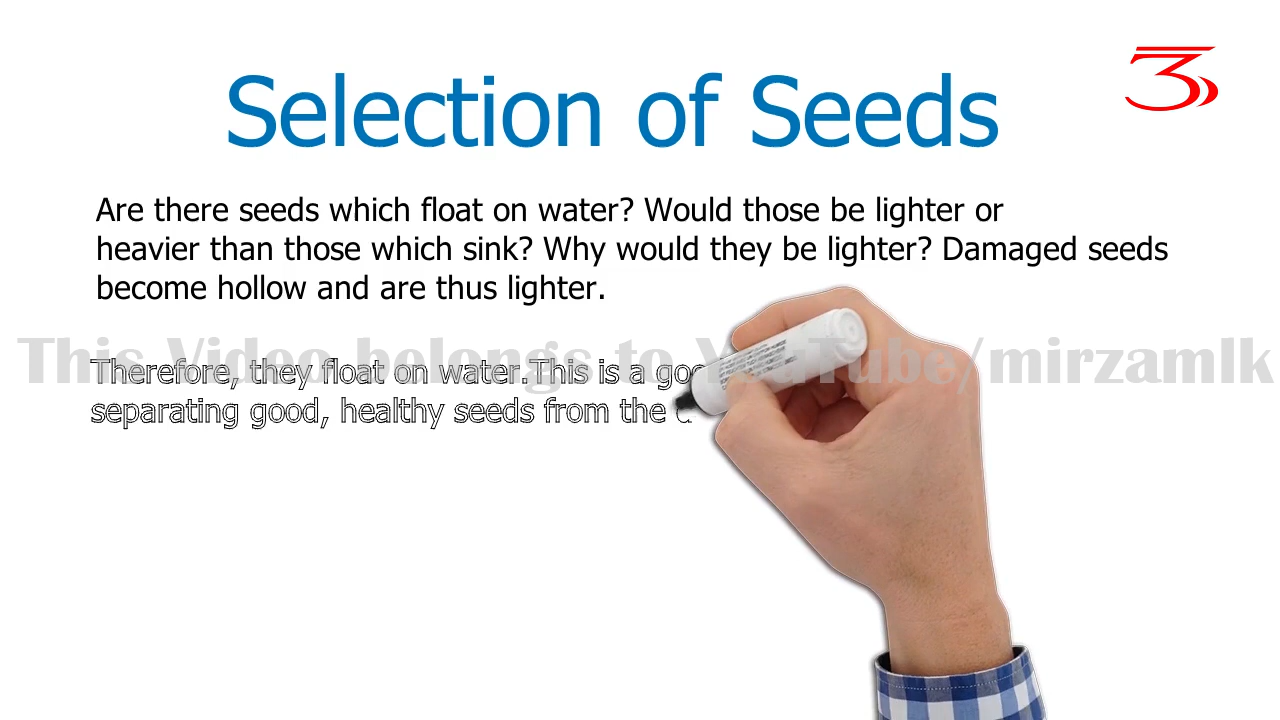 Selection of Seeds
Are there seeds which float on water? Would those be lighter or
heavier than those which sink? Why would they be lighter? Damaged seeds
become hollow and are thus lighter.
This Video belongs to YouTube/mirzamlk
Therefore, they float on water.This is a
separating good, healthy seeds from the